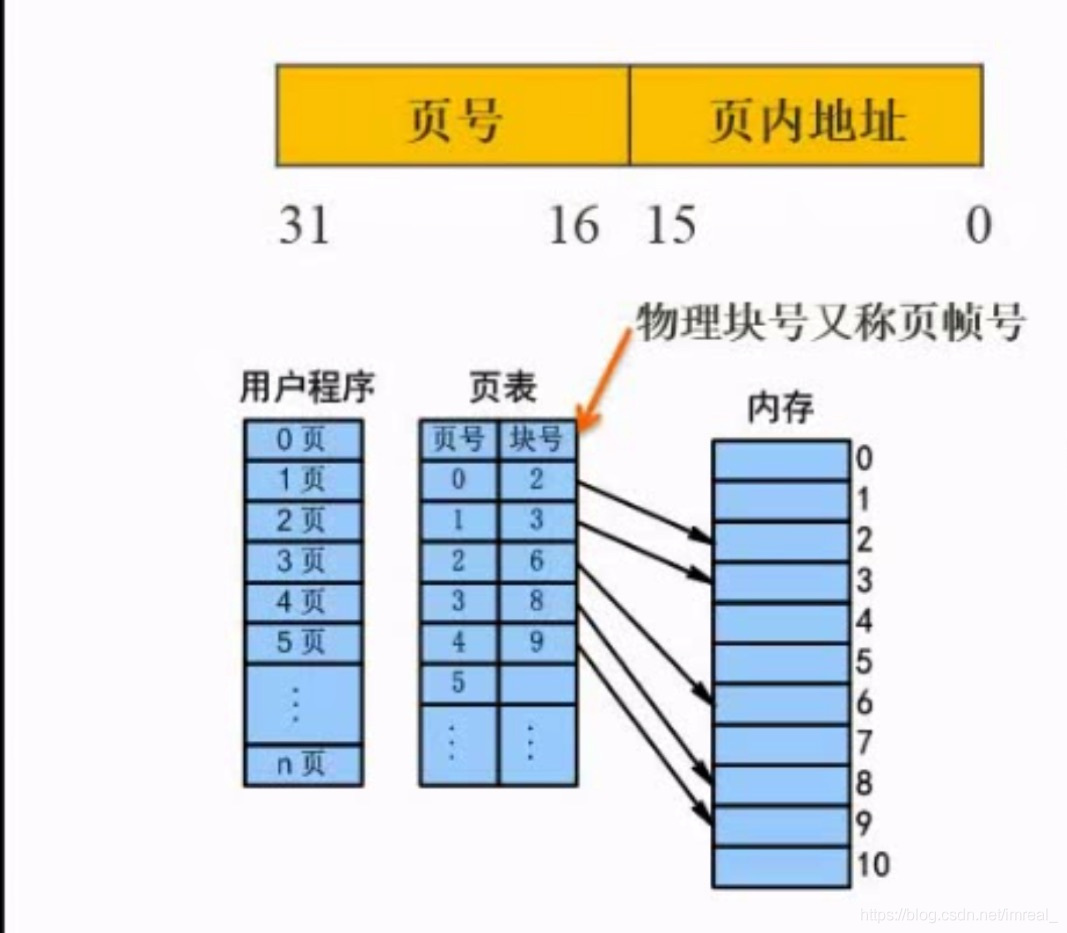 页号 页内地址
31 16 15 0
物理块号又称页帧号
用户程序 页表 内存
0页
1页
2页
3页
4页
5页
⋮
n页
页号 块号
0 2
1 3
2 6
3 8
4 9
5
⋮ ⋮
0
1
2
3
4
5
6
7
8
9
10
https://blog.csdn.net/imreal_